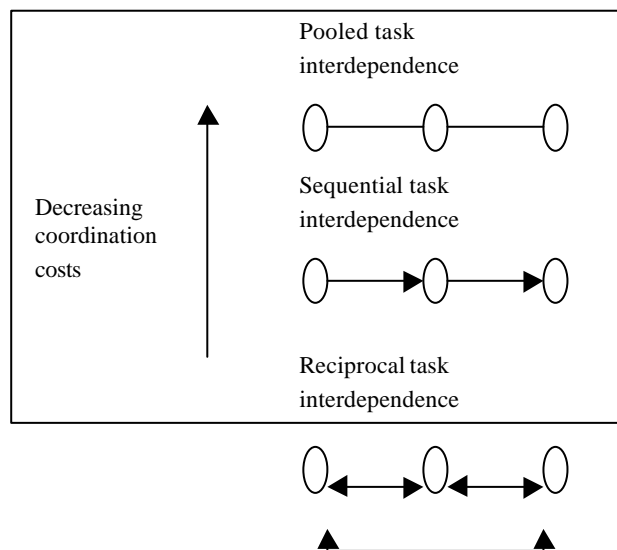 Pooled task
interdependence
Sequential task
interdependence
Decreasing
coordination
costs
Reciprocal task
interdependence